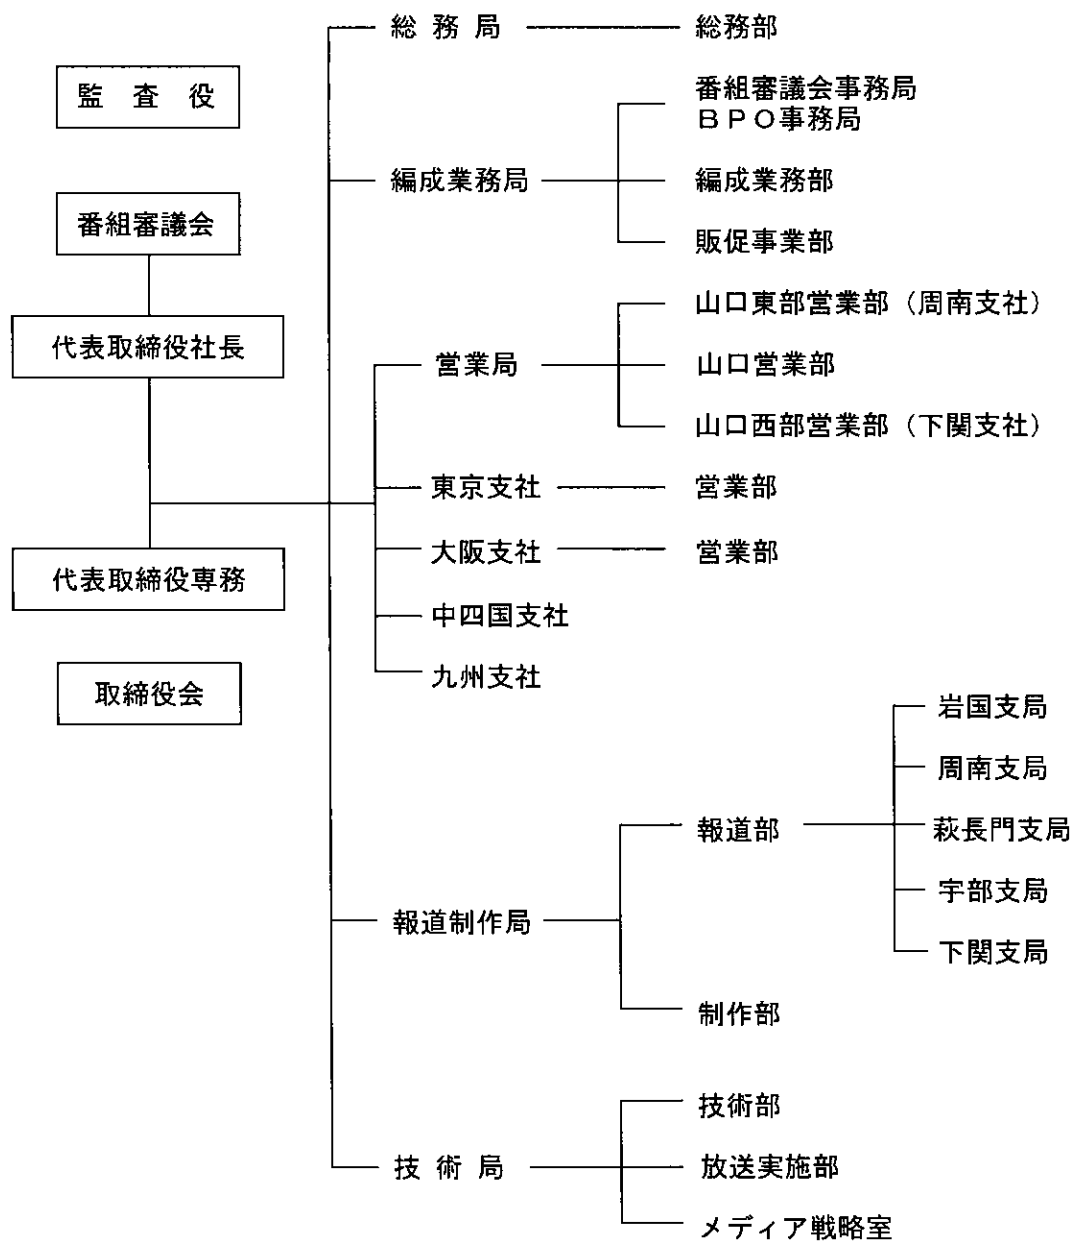 監 査 役
番組審議会
代表取締役社長
代表取締役専務
取締役会
総 務 局
総務部
編成業務局
番組審議会事務局
ＢＰＯ事務局
編成業務部
販促事業部
営業局
山口東部営業部（周南支社）
山口営業部
山口西部営業部（下関支社）
東京支社
営業部
大阪支社
営業部
中四国支社
九州支社
報道制作局
報道部
岩国支局
周南支局
萩長門支局
宇部支局
下関支局
制作部
技 術 局
技術部
放送実施部
メディア戦略室